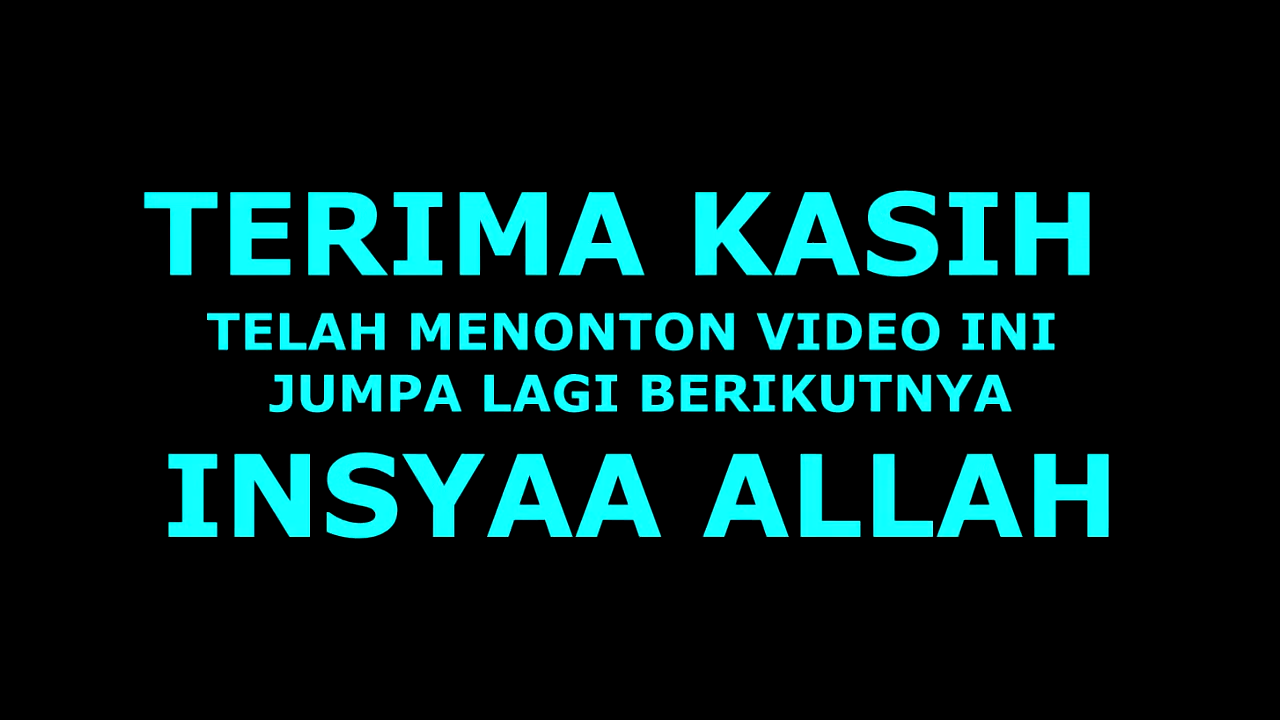 TERIMA KASIH
TELAH MENONTON VIDEO INI
JUMPA LAGI BERIKUTNYA
INSYAA ALLAH